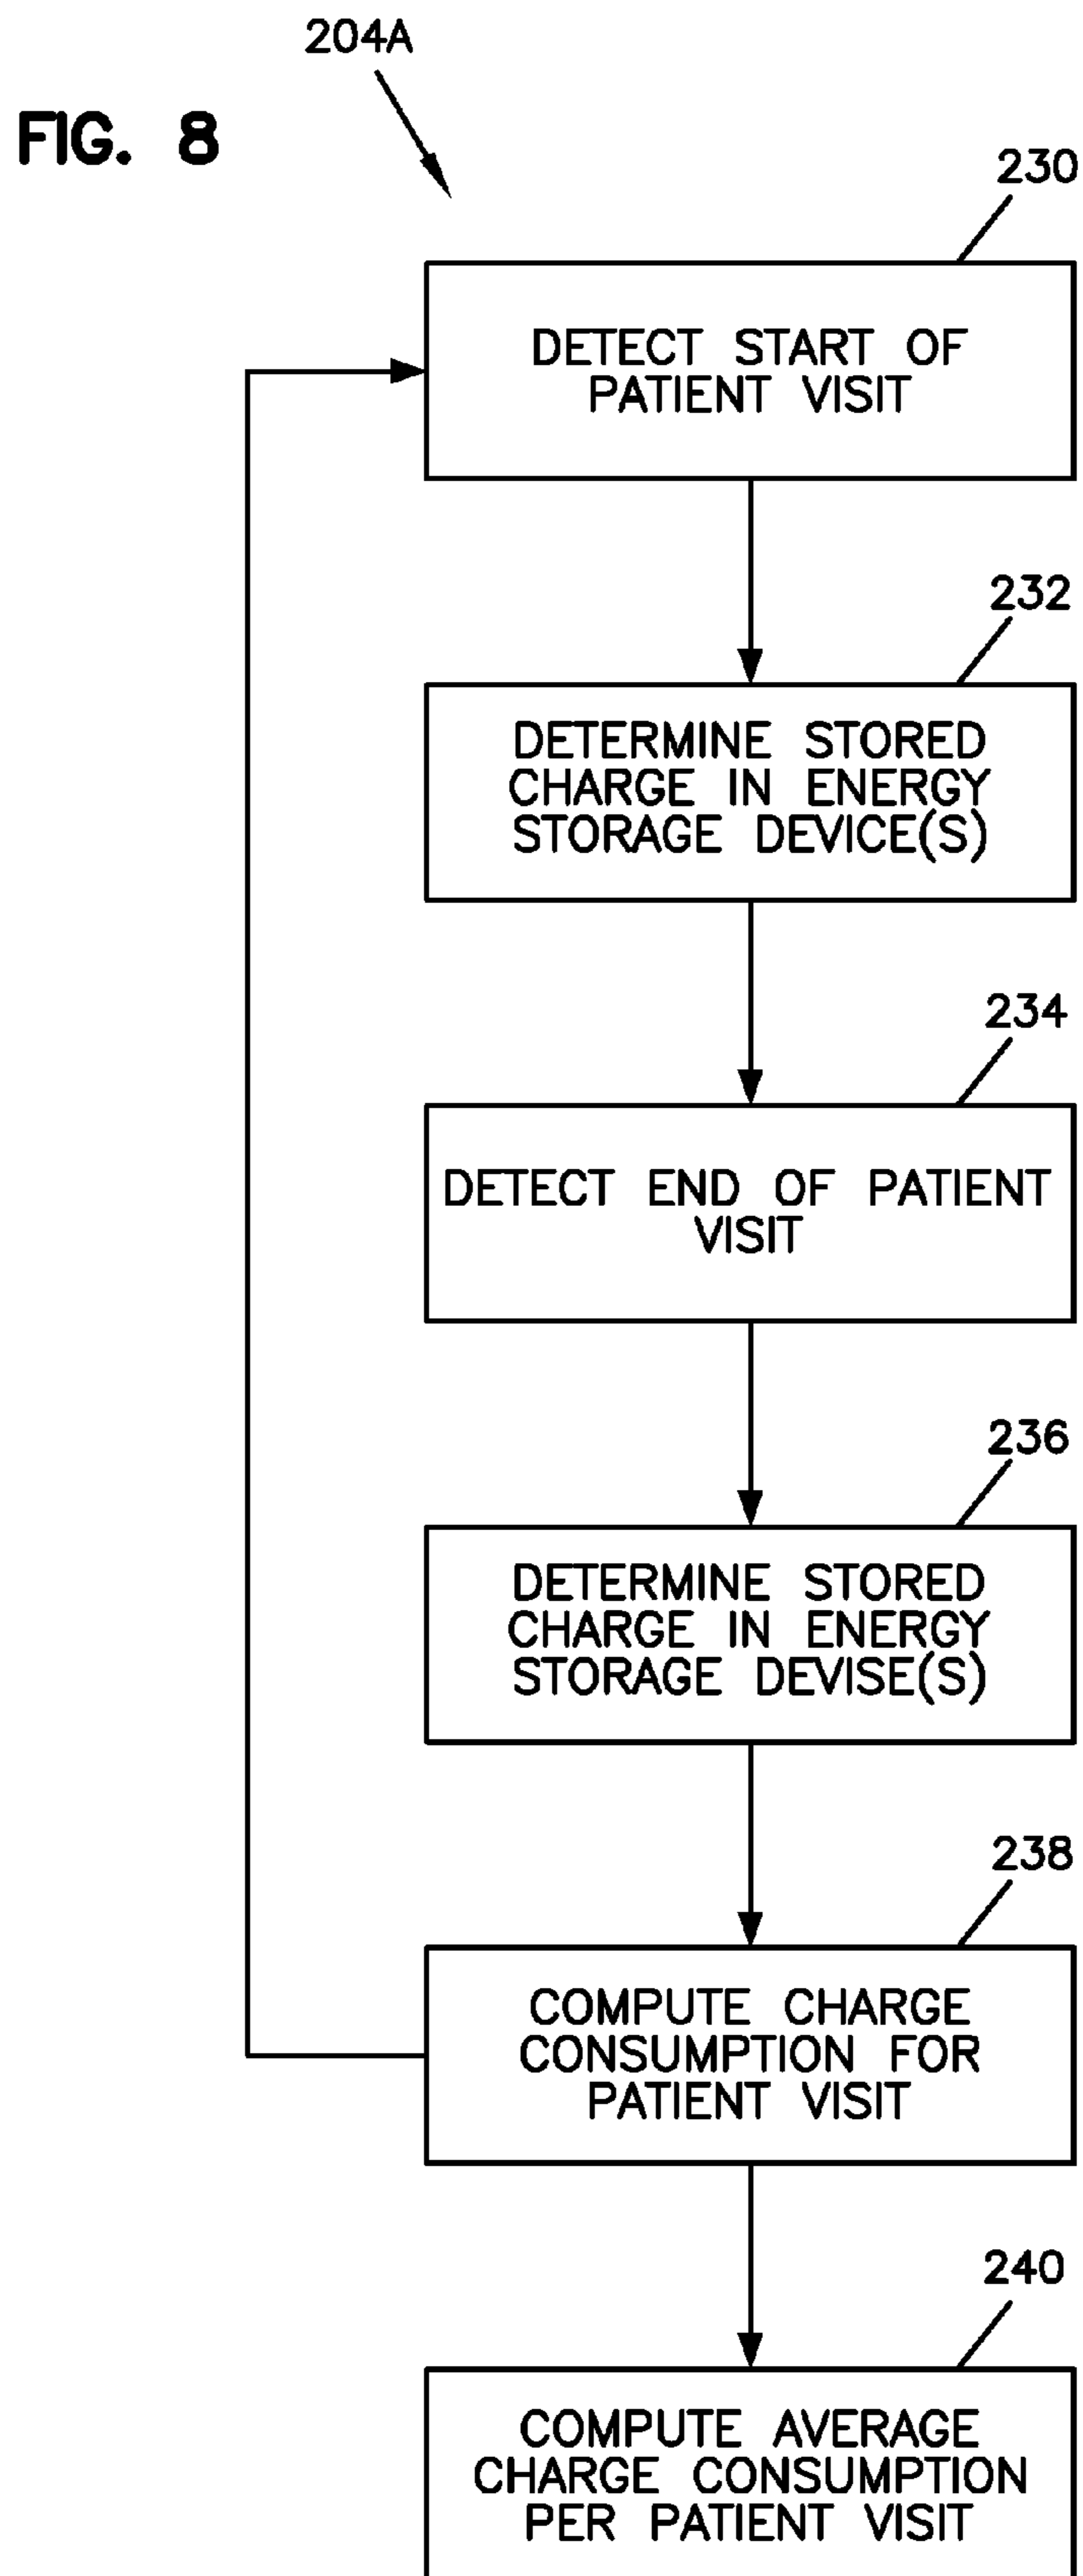 204A
FIG. 8
230
DETECT START OF
PATIENT VISIT
232
DETERMINE STORED
CHARGE IN ENERGY
STORAGE DEVICE(S)
234
DETECT END OF PATIENT
VISIT
236
DETERMINE STORED
CHARGE IN ENERGY
STORAGE DEVISE(S)
238
COMPUTE CHARGE
CONSUMPTION FOR
PATIENT VISIT
240
COMPUTE AVERAGE
CHARGE CONSUMPTION
PER PATIENT VISIT